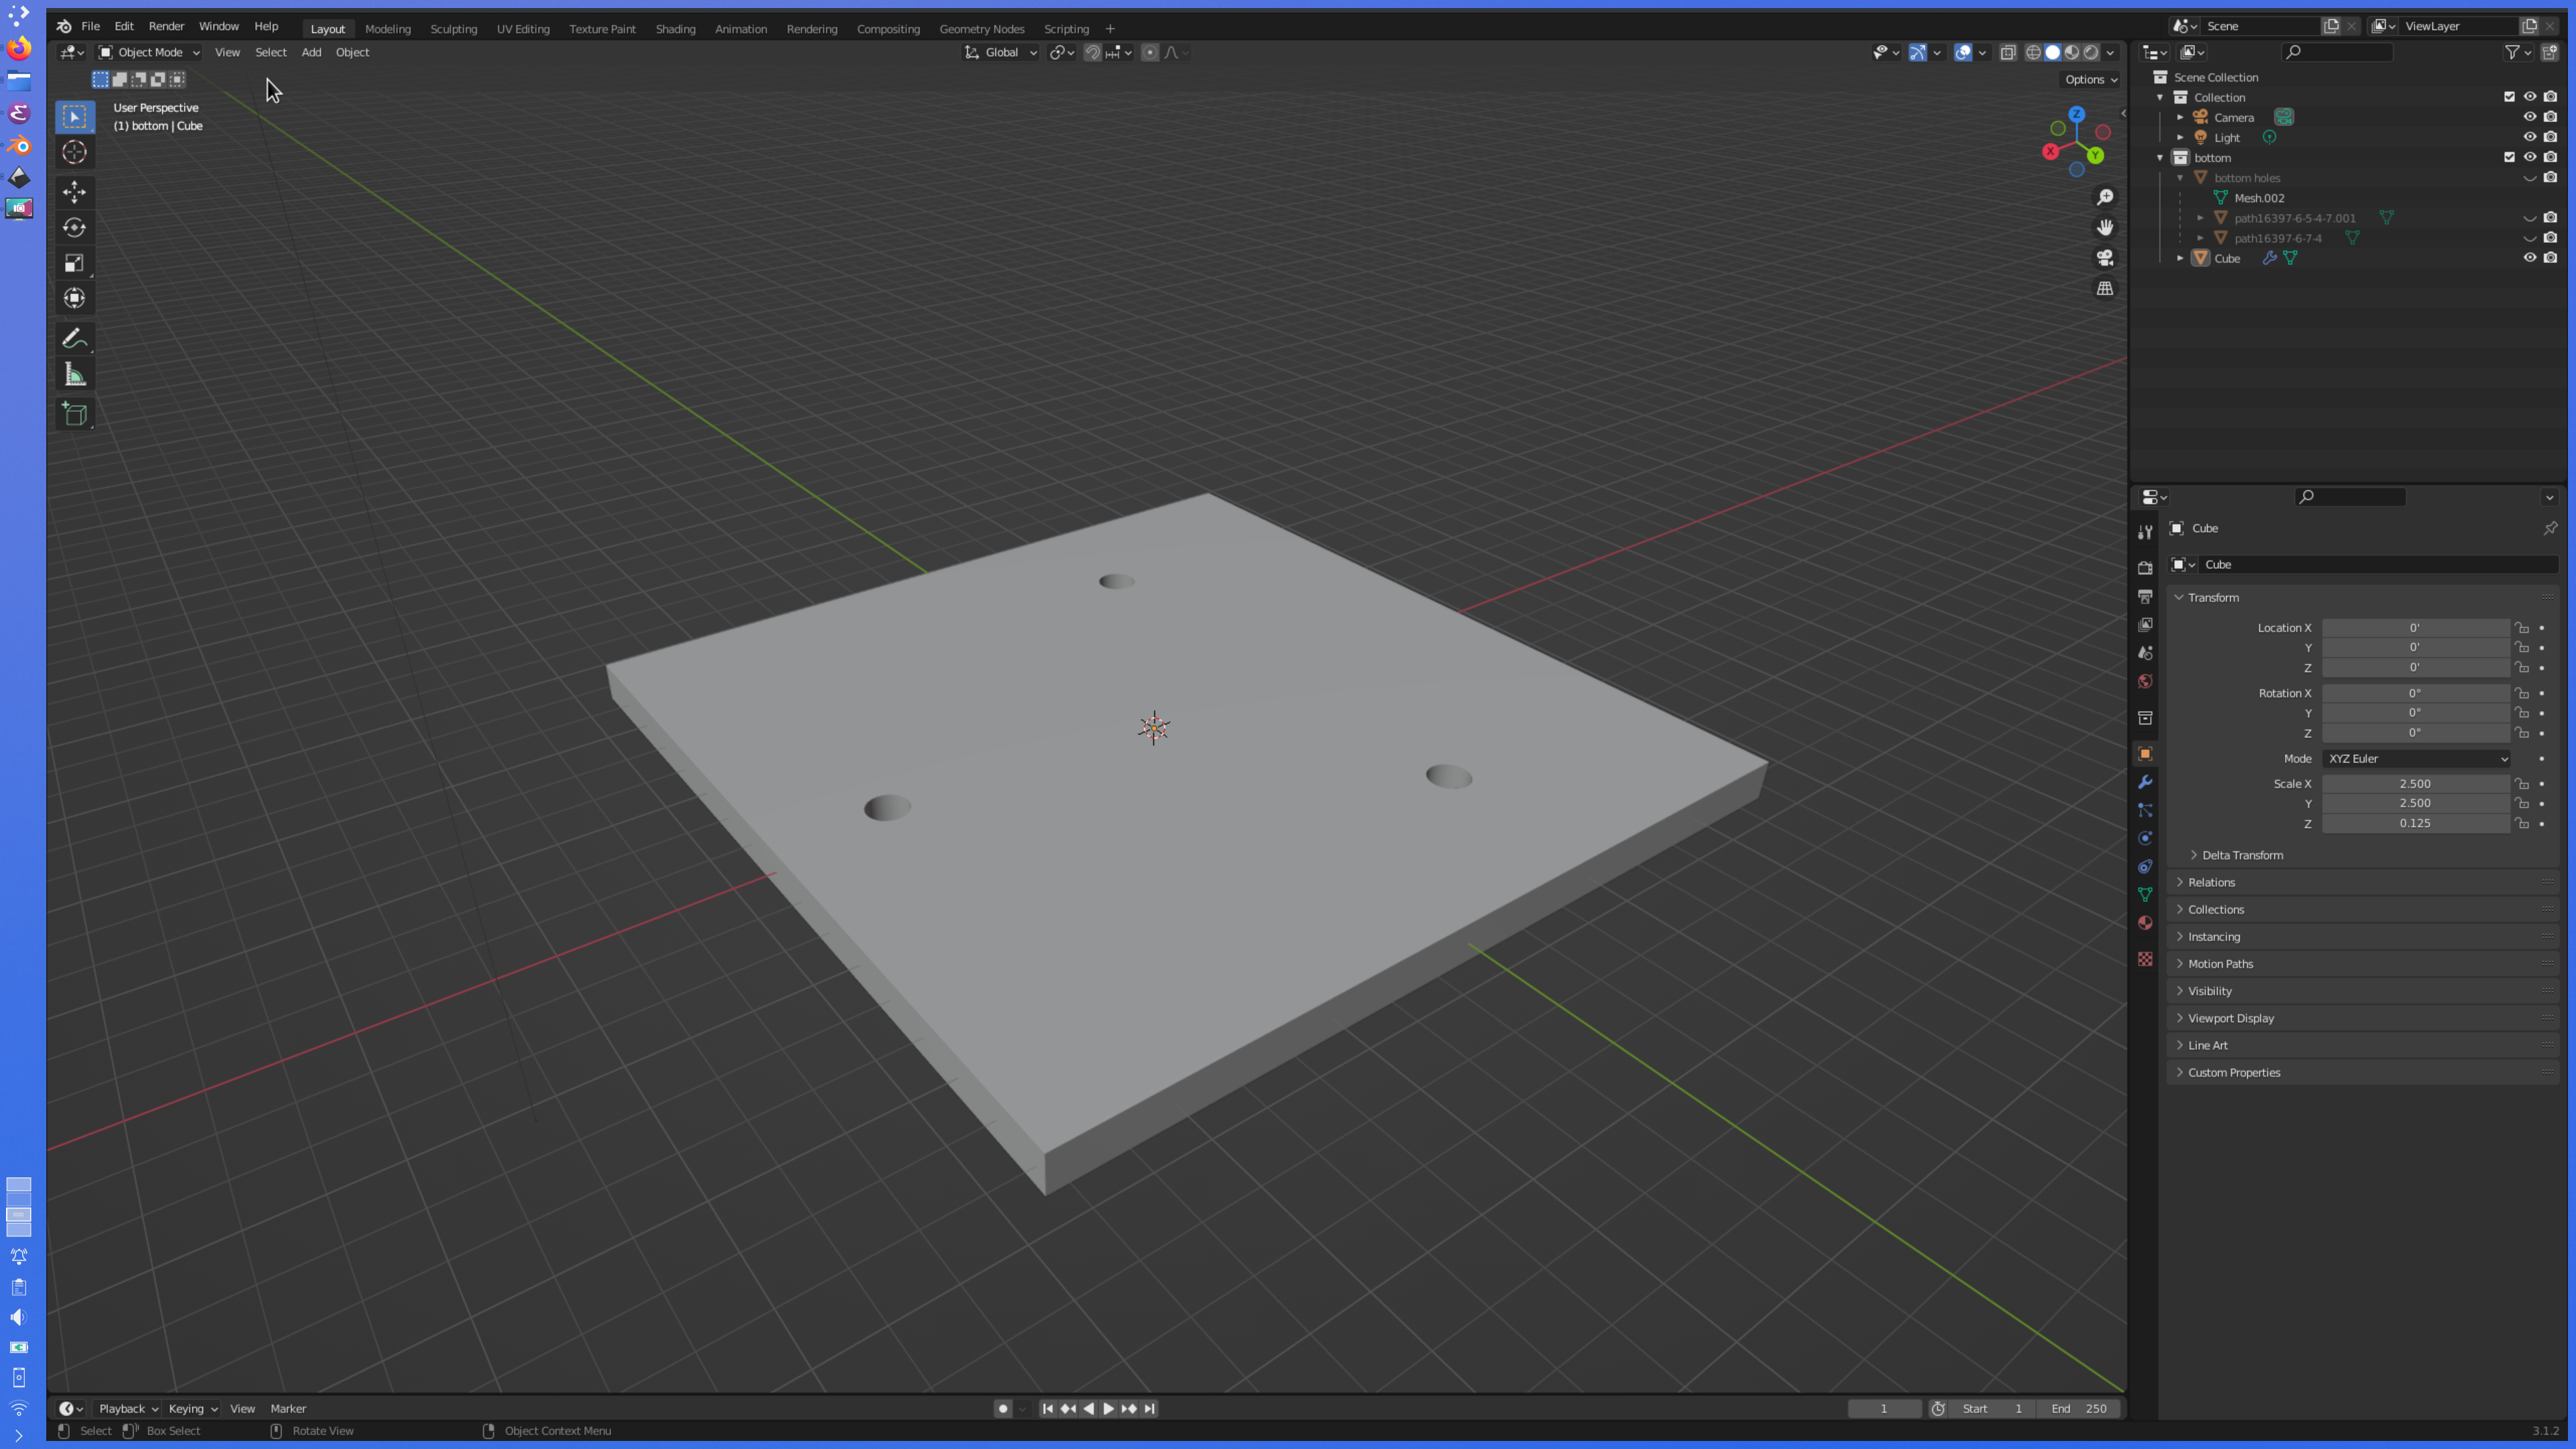 File Edit Render Window Help Layout Modeling Sculpting UV Editing Texture Paint Shading Animation Rendering Compositing Geometry Nodes Scripting + Scene ViewLayer
Object Mode View Select Add Object Global
Options
User Perspective
(1) bottom | Cube
Z
X
Y
Scene Collection
Collection
Camera
Light
bottom
bottom holes
Mesh.002
path16397-6-5-4-7.001
path16397-6-7-4
Cube
Cube
Cube
Transform
Location X 0'
Y 0'
Z 0'
Rotation X 0°
Y 0°
Z 0°
Mode XYZ Euler
Scale X 2.500
Y 2.500
Z 0.125
Delta Transform
Relations
Collections
Instancing
Motion Paths
Visibility
Viewport Display
Line Art
Custom Properties
Playback Keying View Marker 1 Start 1 End 250
Select Box Select Rotate View Object Context Menu 3.1.2